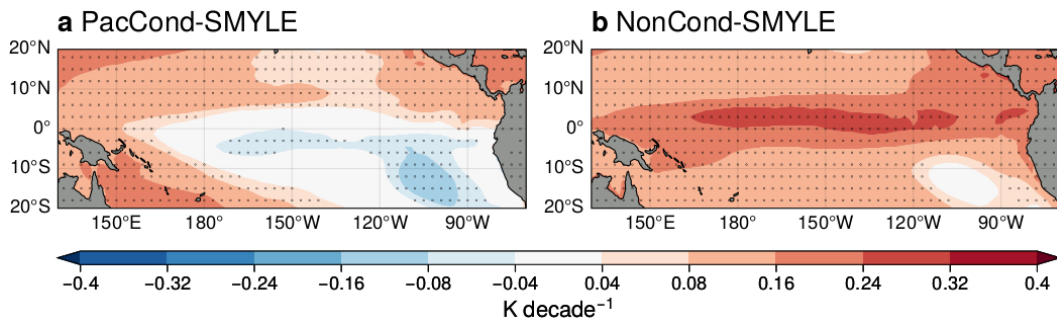 a PacCond-SMYLE b NonCond-SMYLE
20°N 20°N
10°N 10°N
0° 0°
10°S 10°S
20°S 20°S
150°E 180° 150°W 120°W 90°W 150°E 180° 150°W 120°W 90°W
−0.4 −0.32 −0.24 −0.16 −0.08 −0.04 0.04 0.08 0.16 0.24 0.32 0.4
K decade⁻¹